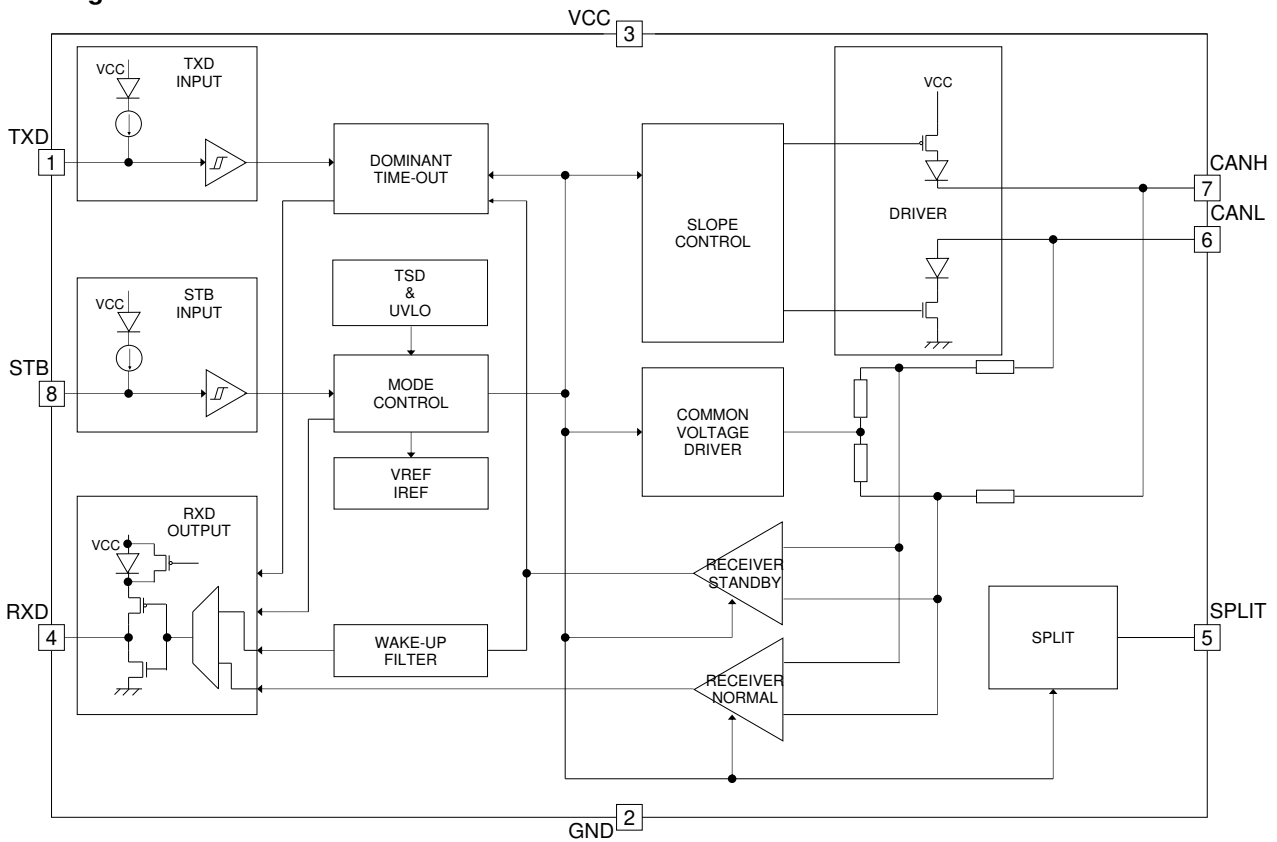 VCC
3
TXD
INPUT
VCC
TXD
1
DOMINANT
TIME-OUT
SLOPE
CONTROL
VCC
DRIVER
CANH
7
CANL
6
STB
INPUT
VCC
STB
8
TSD
&
UVLO
MODE
CONTROL
VREF
IREF
COMMON
VOLTAGE
DRIVER
RXD
OUTPUT
VCC
RXD
4
WAKE-UP
FILTER
RECEIVER
STANDBY
RECEIVER
NORMAL
SPLIT
SPLIT
5
GND
2